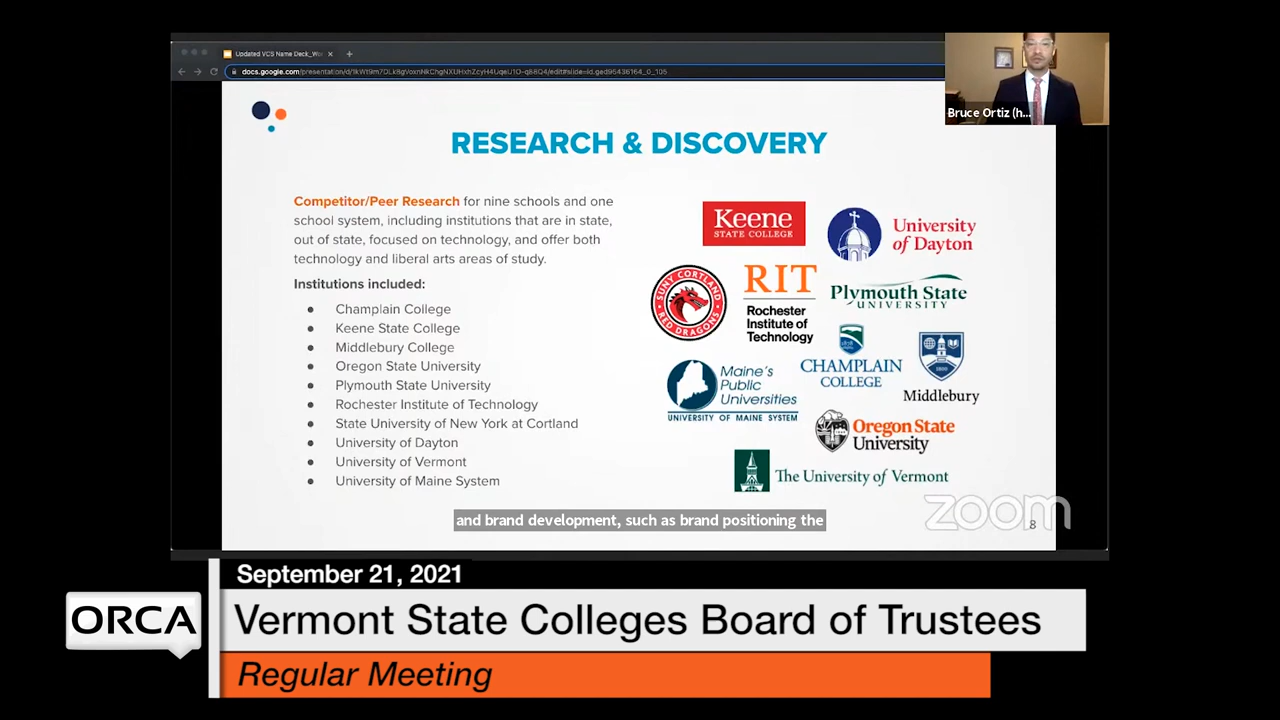 Updated VCS Name Deck_Wo
docs.google.com/presentation/d/
Bruce Ortiz (h...
RESEARCH & DISCOVERY
Competitor/Peer Research for nine schools and one
school system, including institutions that are in state,
out of state, focused on technology, and offer both
technology and liberal arts areas of study.
Institutions included:
Champlain College
Keene State College
Middlebury College
Oregon State University
Plymouth State University
Rochester Institute of Technology
State University of New York at Cortland
University of Dayton
University of Vermont
University of Maine System
Keene
STATE COLLEGE
University
of Dayton
SUNY CORTLAND
RED DRAGONS
RIT
Rochester
Institute of
Technology
Plymouth State
UNIVERSITY
CHAMPLAIN
COLLEGE
1800
Middlebury
Maine's
Public
Universities
UNIVERSITY OF MAINE SYSTEM
Oregon State
University
The University of Vermont
and brand development, such as brand positioning the
zoom
8
September 21, 2021
ORCA
Vermont State Colleges Board of Trustees
Regular Meeting